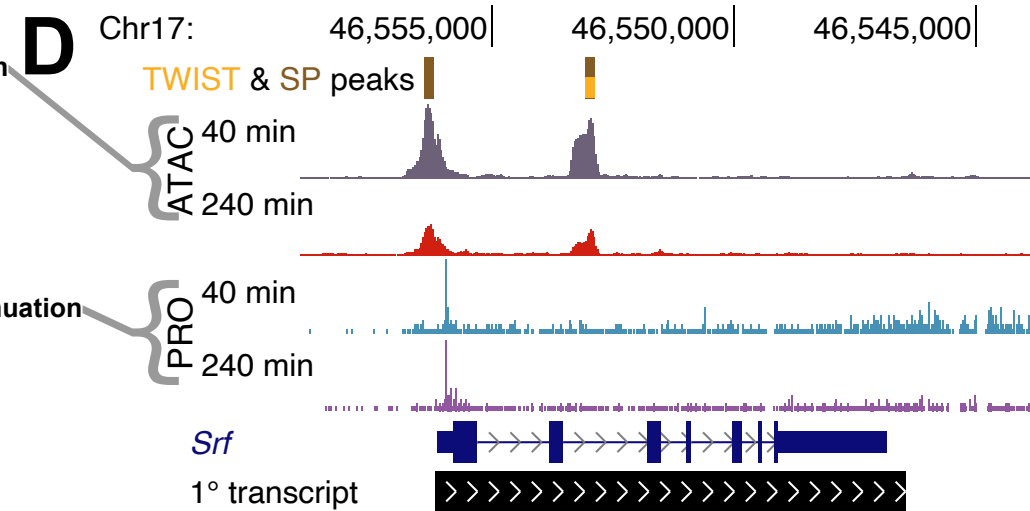 D
Chr17: 46,555,000 46,550,000 46,545,000
TWIST & SP peaks
ATAC
40 min
240 min
nuation
PRO
40 min
240 min
Srf
1° transcript